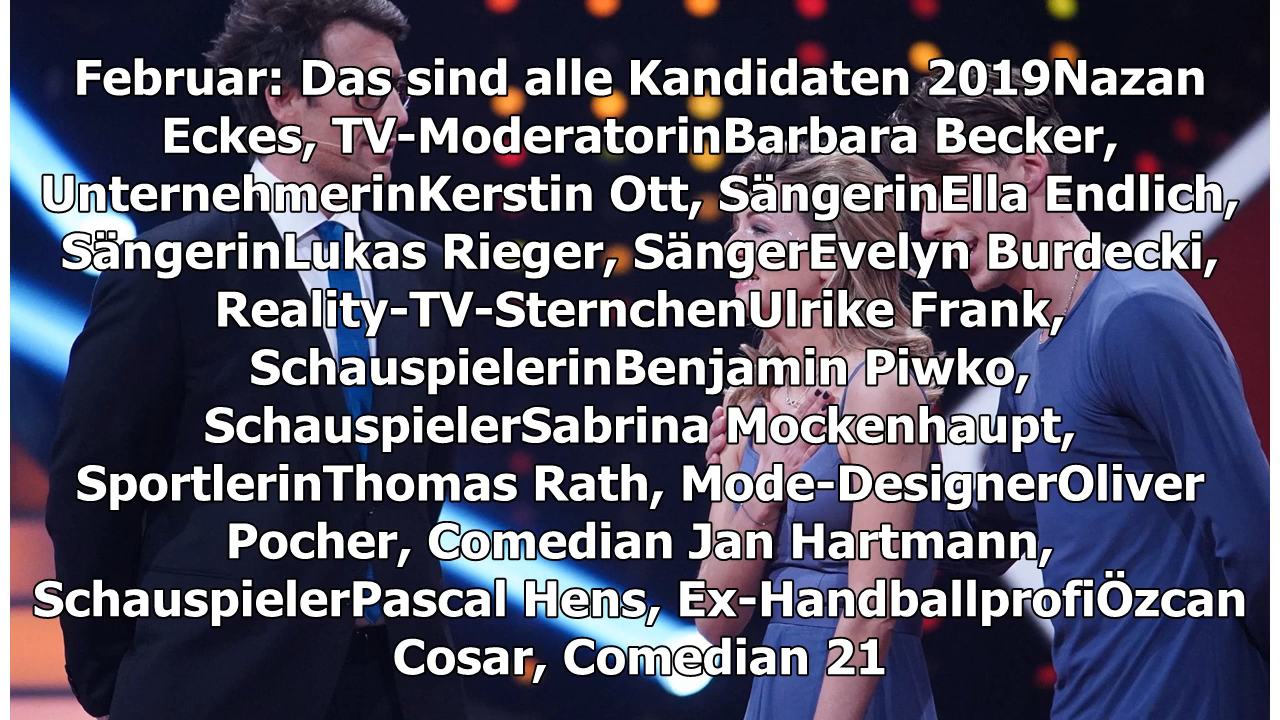 Februar: Das sind alle Kandidaten 2019Nazan
Eckes, TV-ModeratorinBarbara Becker,
UnternehmerinKerstin Ott, SängerinElla Endlich,
SängerinLukas Rieger, SängerEvelyn Burdecki,
Reality-TV-SternchenUlrike Frank,
SchauspielerinBenjamin Piwko,
SchauspielerSabrina Mockenhaupt,
SportlerinThomas Rath, Mode-DesignerOliver
Pocher, Comedian Jan Hartmann,
SchauspielerPascal Hens, Ex-HandballprofiÖzcan
Cosar, Comedian 21